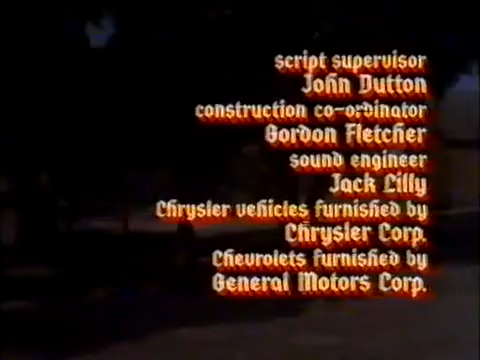 script supervisor
John Dutton
construction co-ordinator
Gordon Fletcher
sound engineer
Jack Lilly
Chrysler vehicles furnished by
Chrysler Corp.
Chevrolets furnished by
General Motors Corp.